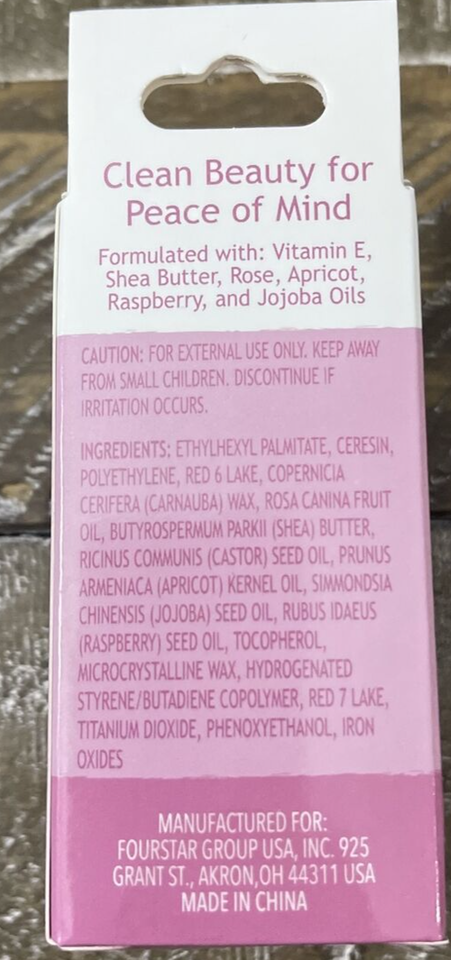 Clean Beauty for
Peace of Mind
Formulated with: Vitamin E,
Shea Butter, Rose, Apricot,
Raspberry, and Jojoba Oils
CAUTION: FOR EXTERNAL USE ONLY. KEEP AWAY
FROM SMALL CHILDREN. DISCONTINUE IF
IRRITATION OCCURS.
INGREDIENTS: ETHYLHEXYL PALMITATE, CERESIN,
POLYETHYLENE, RED 6 LAKE, COPERNICIA
CERIFERA (CARNAUBA) WAX, ROSA CANINA FRUIT
OIL, BUTYROSPERMUM PARKII (SHEA) BUTTER,
RICINUS COMMUNIS (CASTOR) SEED OIL, PRUNUS
ARMENIACA (APRICOT) KERNEL OIL, SIMMONDSIA
CHINENSIS (JOJOBA) SEED OIL, RUBUS IDAEUS
(RASPBERRY) SEED OIL, TOCOPHEROL,
MICROCRYSTALLINE WAX, HYDROGENATED
STYRENE/BUTADIENE COPOLYMER, RED 7 LAKE,
TITANIUM DIOXIDE, PHENOXYETHANOL, IRON
OXIDES
MANUFACTURED FOR:
FOURSTAR GROUP USA, INC. 925
GRANT ST., AKRON,OH 44311 USA
MADE IN CHINA